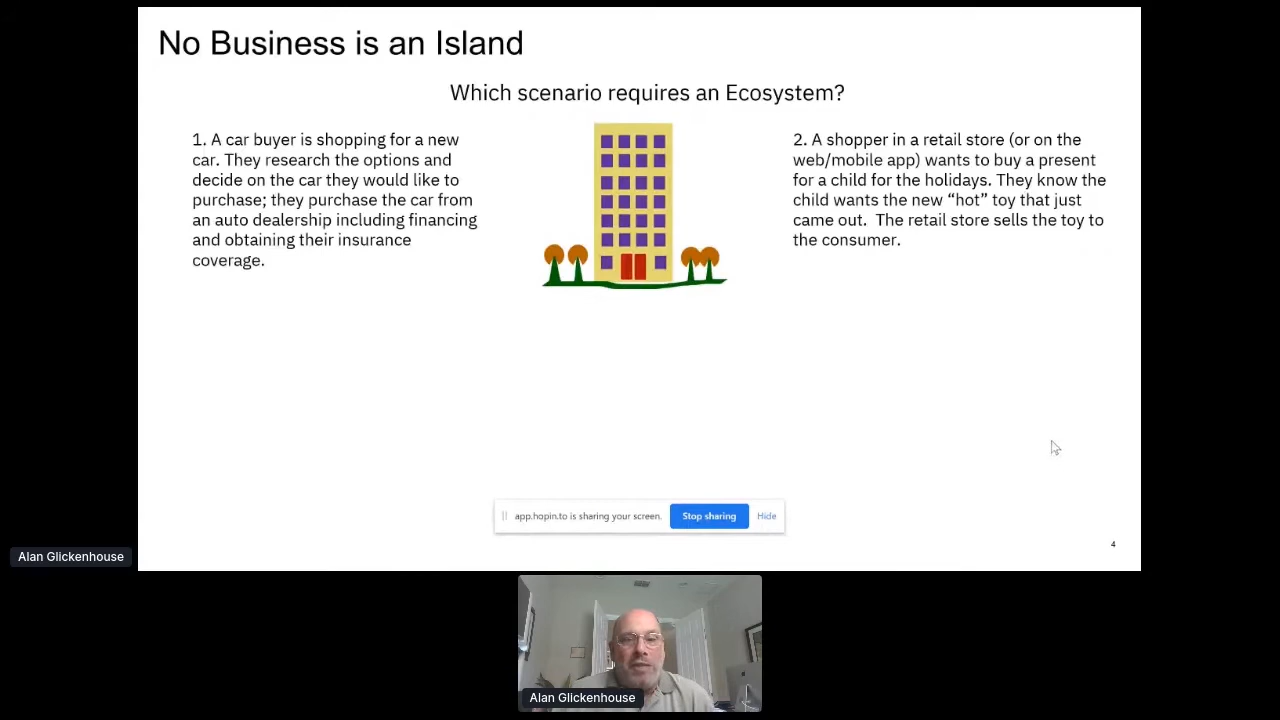 No Business is an Island
Which scenario requires an Ecosystem?
1. A car buyer is shopping for a new
car. They research the options and
decide on the car they would like to
purchase; they purchase the car from
an auto dealership including financing
and obtaining their insurance
coverage.
2. A shopper in a retail store (or on the
web/mobile app) wants to buy a present
for a child for the holidays. They know the
child wants the new “hot” toy that just
came out.  The retail store sells the toy to
the consumer.
app.hopin.to is sharing your screen.
Stop sharing
Hide
4
Alan Glickenhouse
Alan Glickenhouse